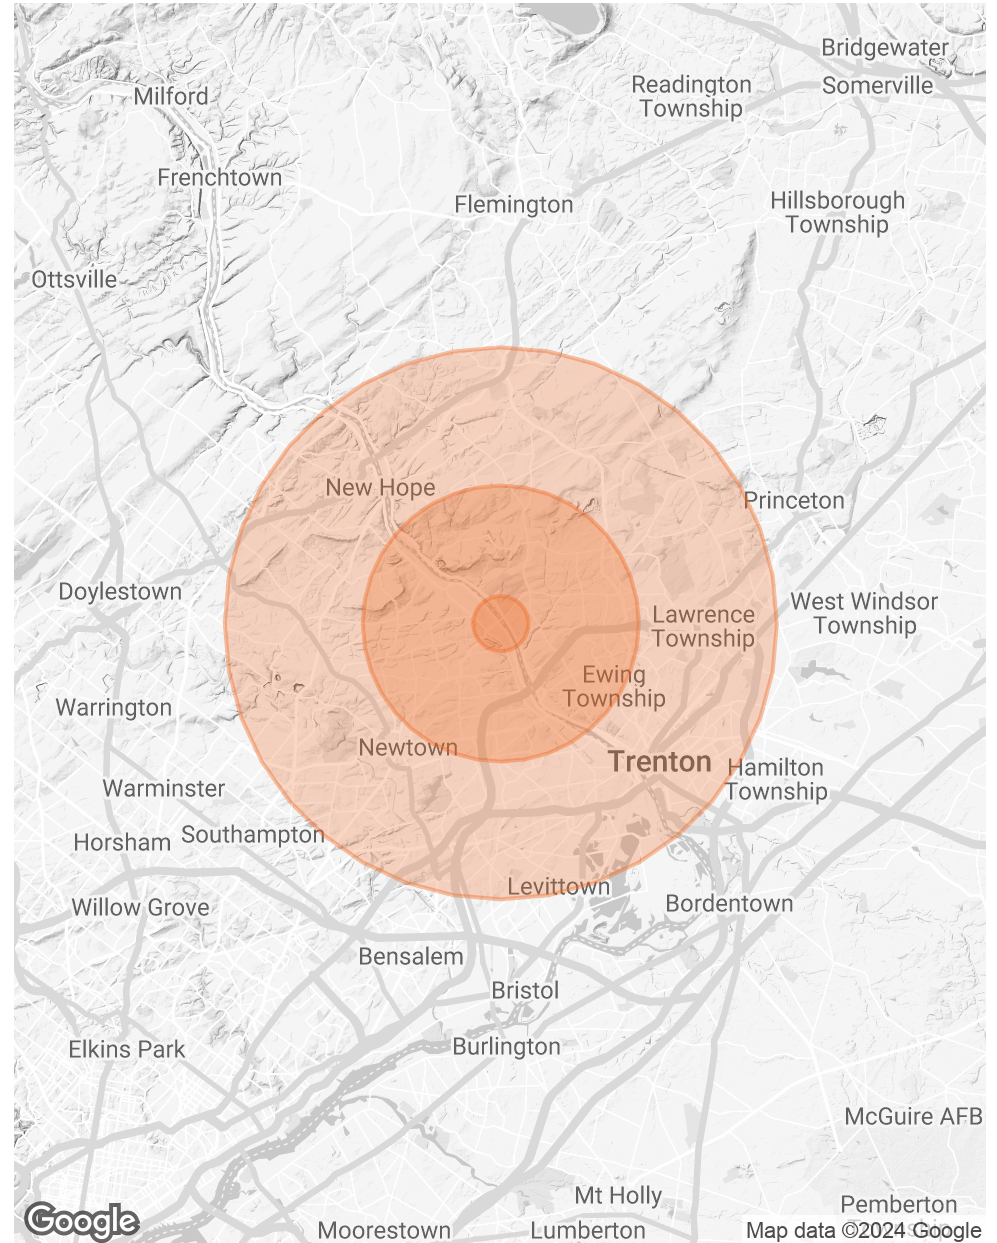 Bridgewater
Readington
Township
Somerville
Milford
Frenchtown
Flemington
Hillsborough
Township
Ottsville
New Hope
Princeton
Doylestown
West Windsor
Township
Lawrence
Township
Ewing
Township
Warrington
Newtown
Trenton
Hamilton
Township
Warminster
Horsham
Southampton
Levittown
Willow Grove
Bordentown
Bensalem
Bristol
Elkins Park
Burlington
McGuire AFB
Mt Holly
Pemberton
Google
Moorestown
Lumberton
Map data ©2024 Google